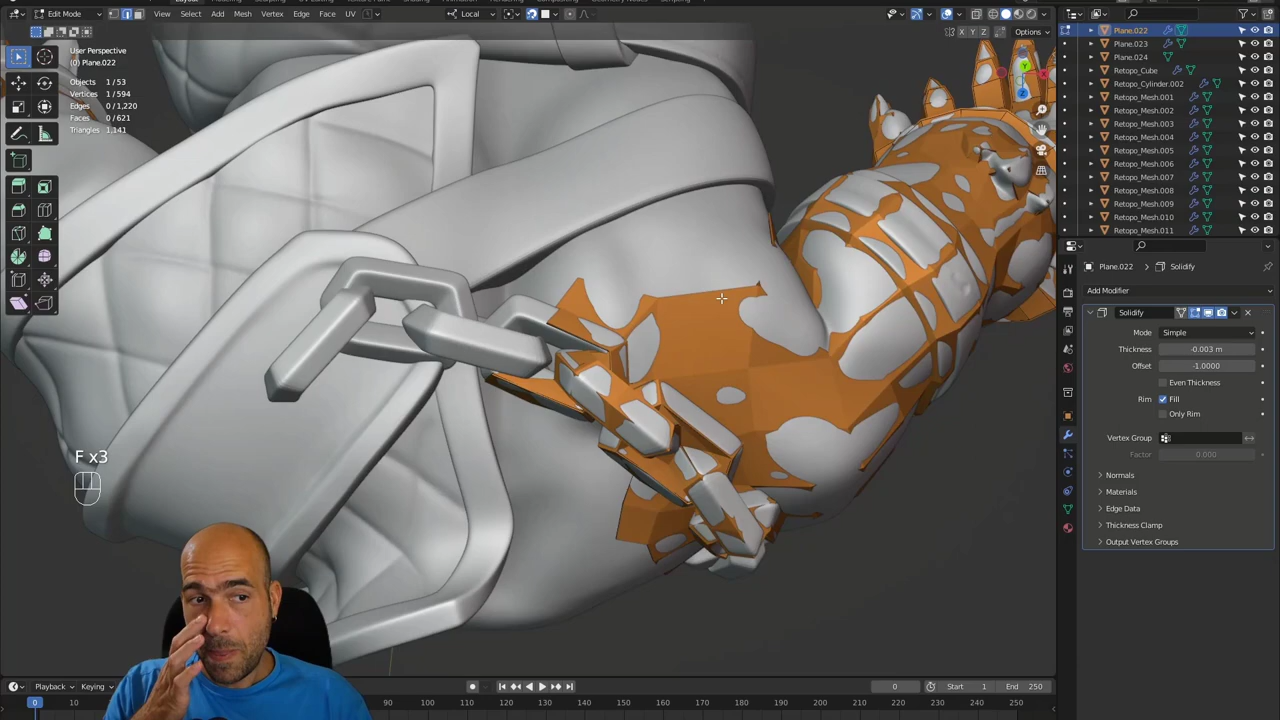 Edit Mode
View Select Add Mesh Vertex Edge Face UV
Local
X Y Z
Options
User Perspective
(0) Plane.022
Objects 1/53
Vertices 1/594
Edges 0/1,220
Faces 0/621
Triangles 1,141
Y
F x3
Plane.022
Plane.023
Plane.024
Retopo_Cube
Retopo_Cylinder.002
Retopo_Mesh.001
Retopo_Mesh.002
Retopo_Mesh.003
Retopo_Mesh.004
Retopo_Mesh.005
Retopo_Mesh.006
Retopo_Mesh.007
Retopo_Mesh.008
Retopo_Mesh.009
Retopo_Mesh.010
Retopo_Mesh.011
Plane.022 > Solidify
Add Modifier
Solidify
Mode Simple
Thickness -0.003 m
Offset -1.0000
Even Thickness
Rim Fill
Only Rim
Vertex Group
Factor 0.000
Normals
Materials
Edge Data
Thickness Clamp
Output Vertex Groups
Playback Keying
0 Start 1 End 250
0 10 80 90 100 110 120 130 140 150 160 170 180 190 200 210 220 230 240 250